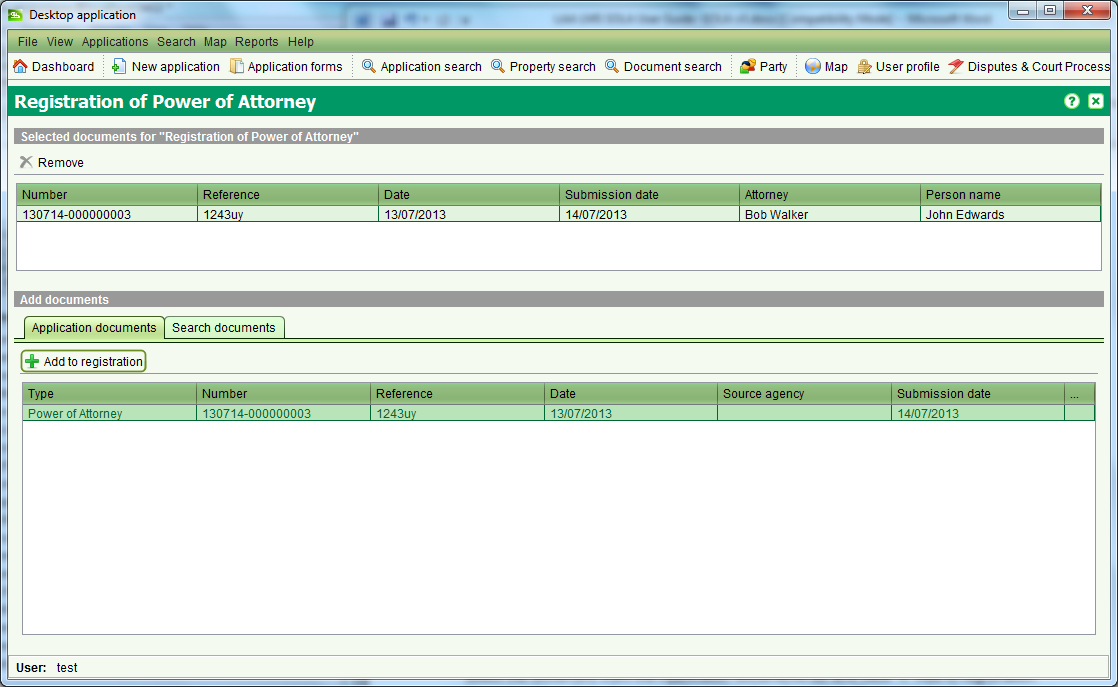 Desktop application
File View Applications Search Map Reports Help
Dashboard New application Application forms Application search Property search Document search Party Map User profile Disputes & Court Process
Registration of Power of Attorney
Selected documents for "Registration of Power of Attorney"
Remove
Number Reference Date Submission date Attorney Person name
130714-000000003 1243uy 13/07/2013 14/07/2013 Bob Walker John Edwards
Add documents
Application documents Search documents
Add to registration
Type Number Reference Date Source agency Submission date ...
Power of Attorney 130714-000000003 1243uy 13/07/2013 14/07/2013
User: test